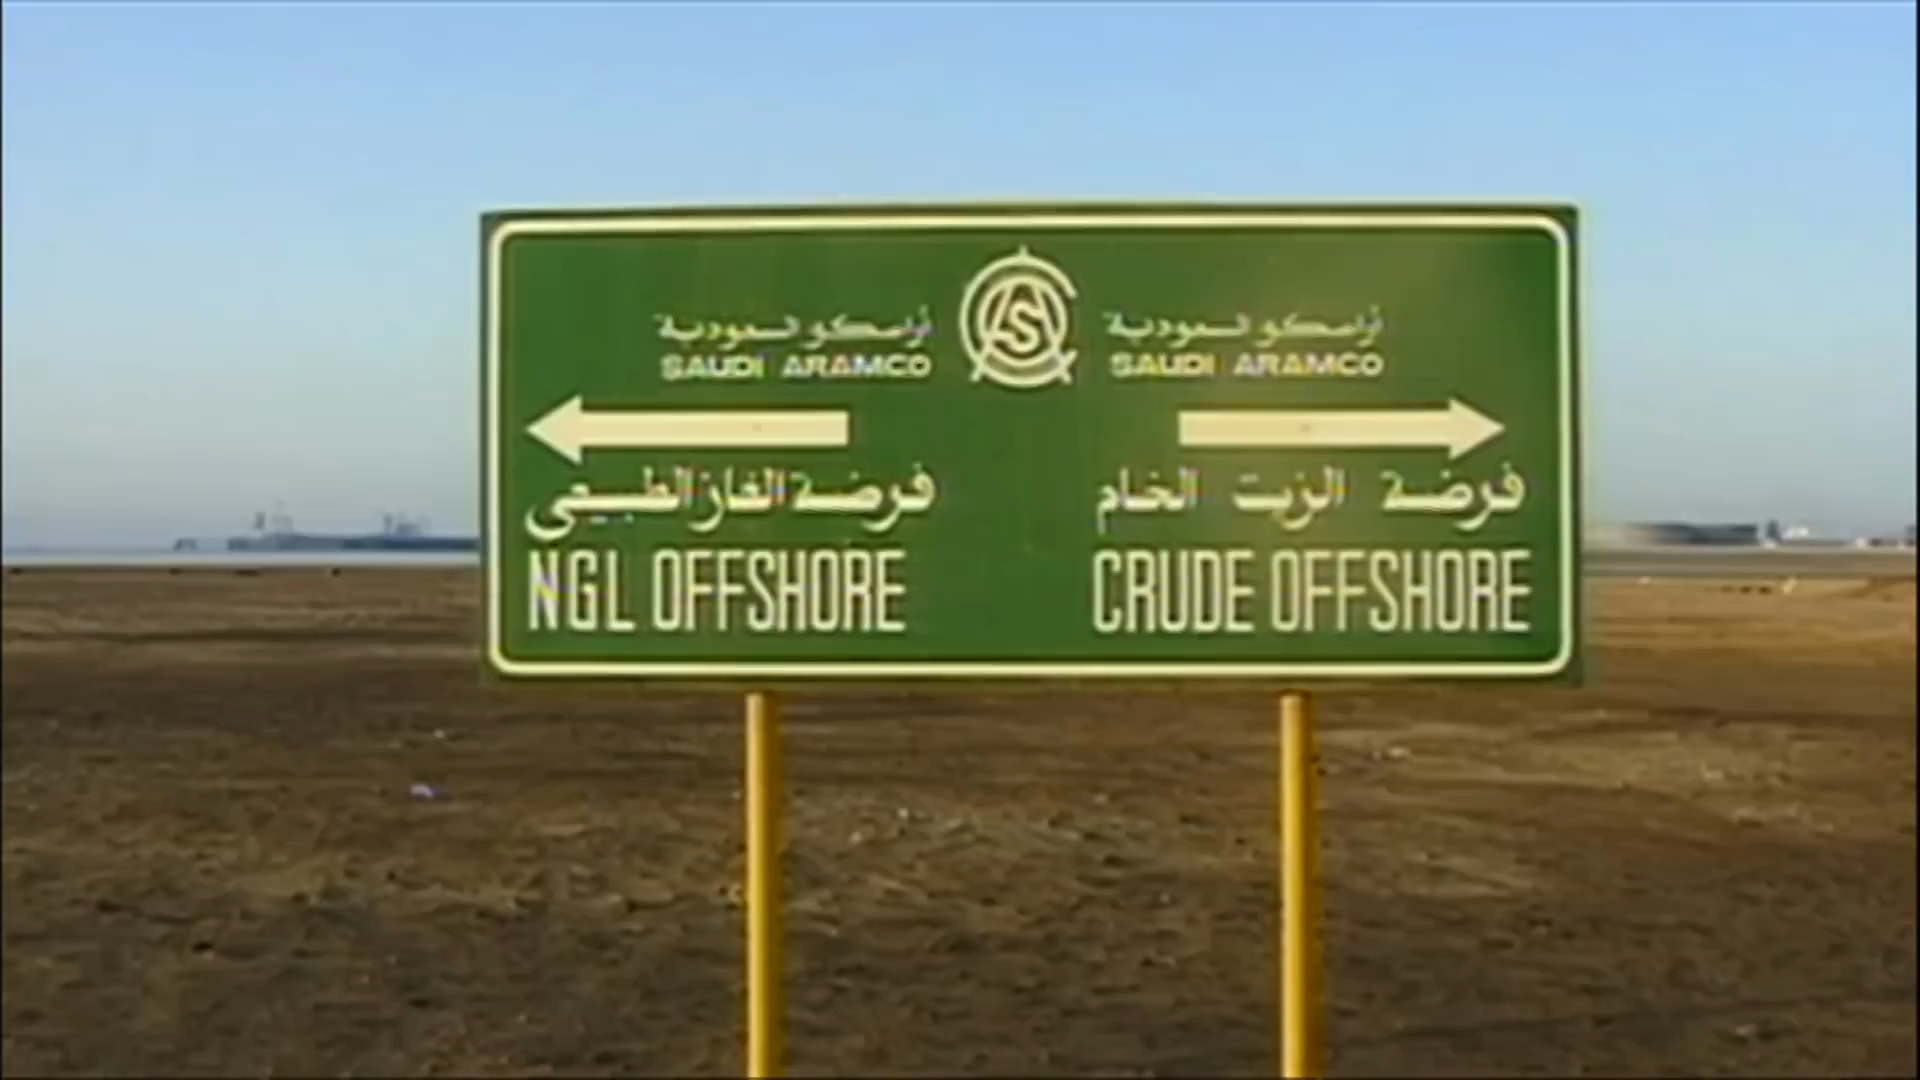 أرامكو السعودية
SAUDI ARAMCO
أرامكو السعودية
SAUDI ARAMCO
فرضة الغاز الطبيعي
NGL OFFSHORE
فرضة الزيت الخام
CRUDE OFFSHORE